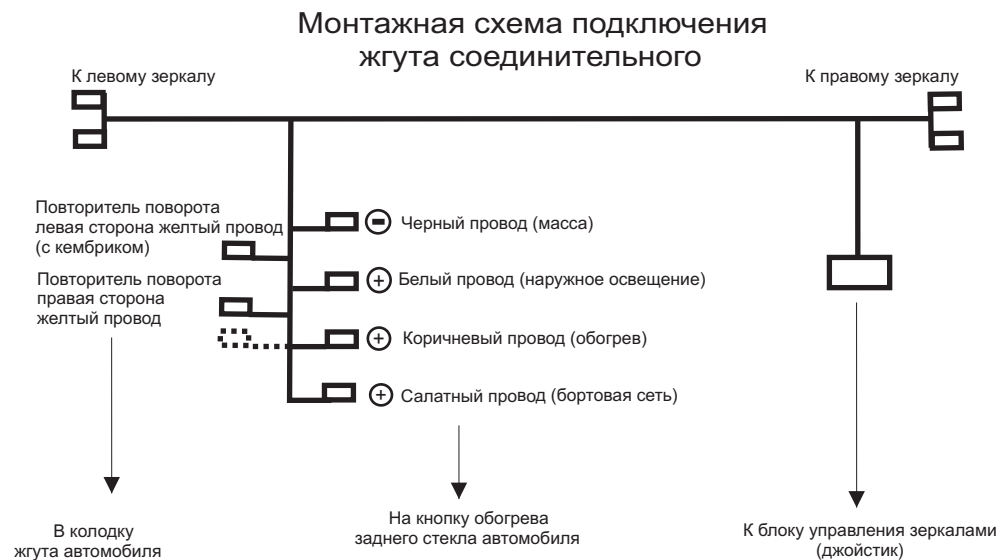 Монтажная схема подключения
жгута соединительного
К левому зеркалу
К правому зеркалу
Повторитель поворота
левая сторона желтый провод
(с кембриком)
Повторитель поворота
правая сторона
желтый провод
Черный провод (масса)
Белый провод (наружное освещение)
Коричневый провод (обогрев)
Салатный провод (бортовая сеть)
В колодку
жгута автомобиля
На кнопку обогрева
заднего стекла автомобиля
К блоку управления зеркалами
(джойстик)